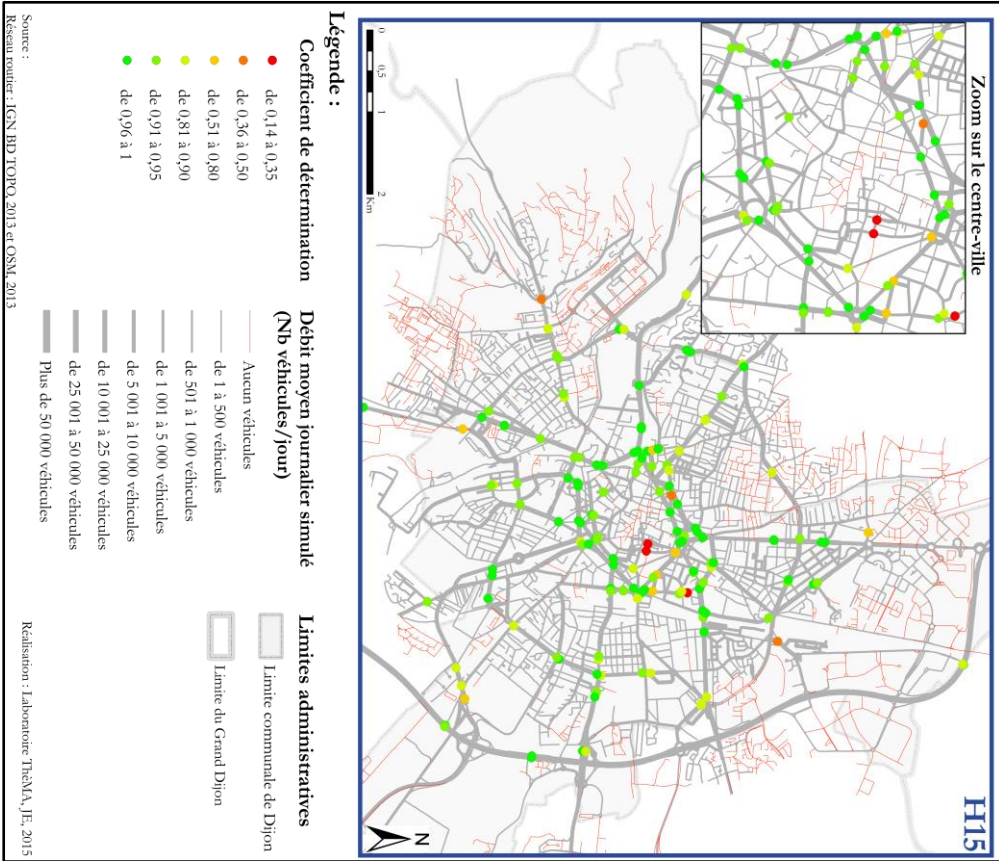 H15
Zoom sur le centre-ville
N
0 0,5 1 2
Km
Légende :
Coefficient de détermination
de 0,14 à 0,35
de 0,36 à 0,50
de 0,51 à 0,80
de 0,81 à 0,90
de 0,91 à 0,95
de 0,96 à 1
Débit moyen journalier simulé
(Nb véhicules/jour)
Aucun véhicules
de 1 à 500 véhicules
de 501 à 1 000 véhicules
de 1 001 à 5 000 véhicules
de 5 001 à 10 000 véhicules
de 10 001 à 25 000 véhicules
de 25 001 à 50 000 véhicules
Plus de 50 000 véhicules
Limites administratives
Limite communale de Dijon
Limite du Grand Dijon
Source :
Réseau routier : IGN BD TOPO, 2013 et OSM, 2013
Réalisation : Laboratoire ThéMA, JE, 2015